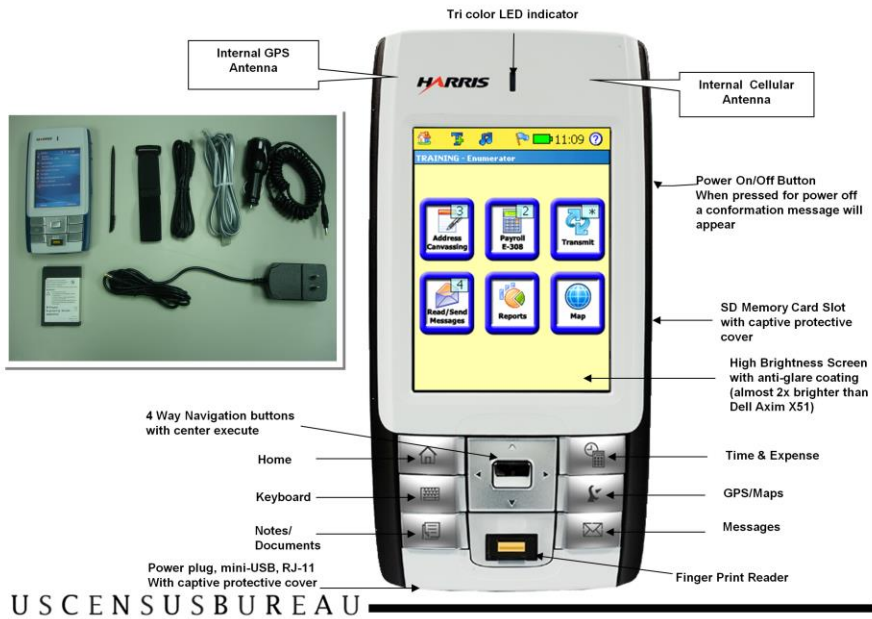 Tri color LED indicator
Internal GPS
Antenna
Internal Cellular
Antenna
HARRIS
11:09
TRAINING - Enumerator
3
Address
Canvassing
2
Payroll
E-308
*
Transmit
4
Read/Send
Messages
Reports
Map
Power On/Off Button
When pressed for power off
a conformation message will
appear
SD Memory Card Slot
with captive protective
cover
High Brightness Screen
with anti-glare coating
(almost 2x brighter than
Dell Axim X51)
4 Way Navigation buttons
with center execute
Home
Keyboard
Notes/
Documents
Power plug, mini-USB, RJ-11
With captive protective cover
Time & Expense
GPS/Maps
Messages
Finger Print Reader
USCENSUSBUREAU